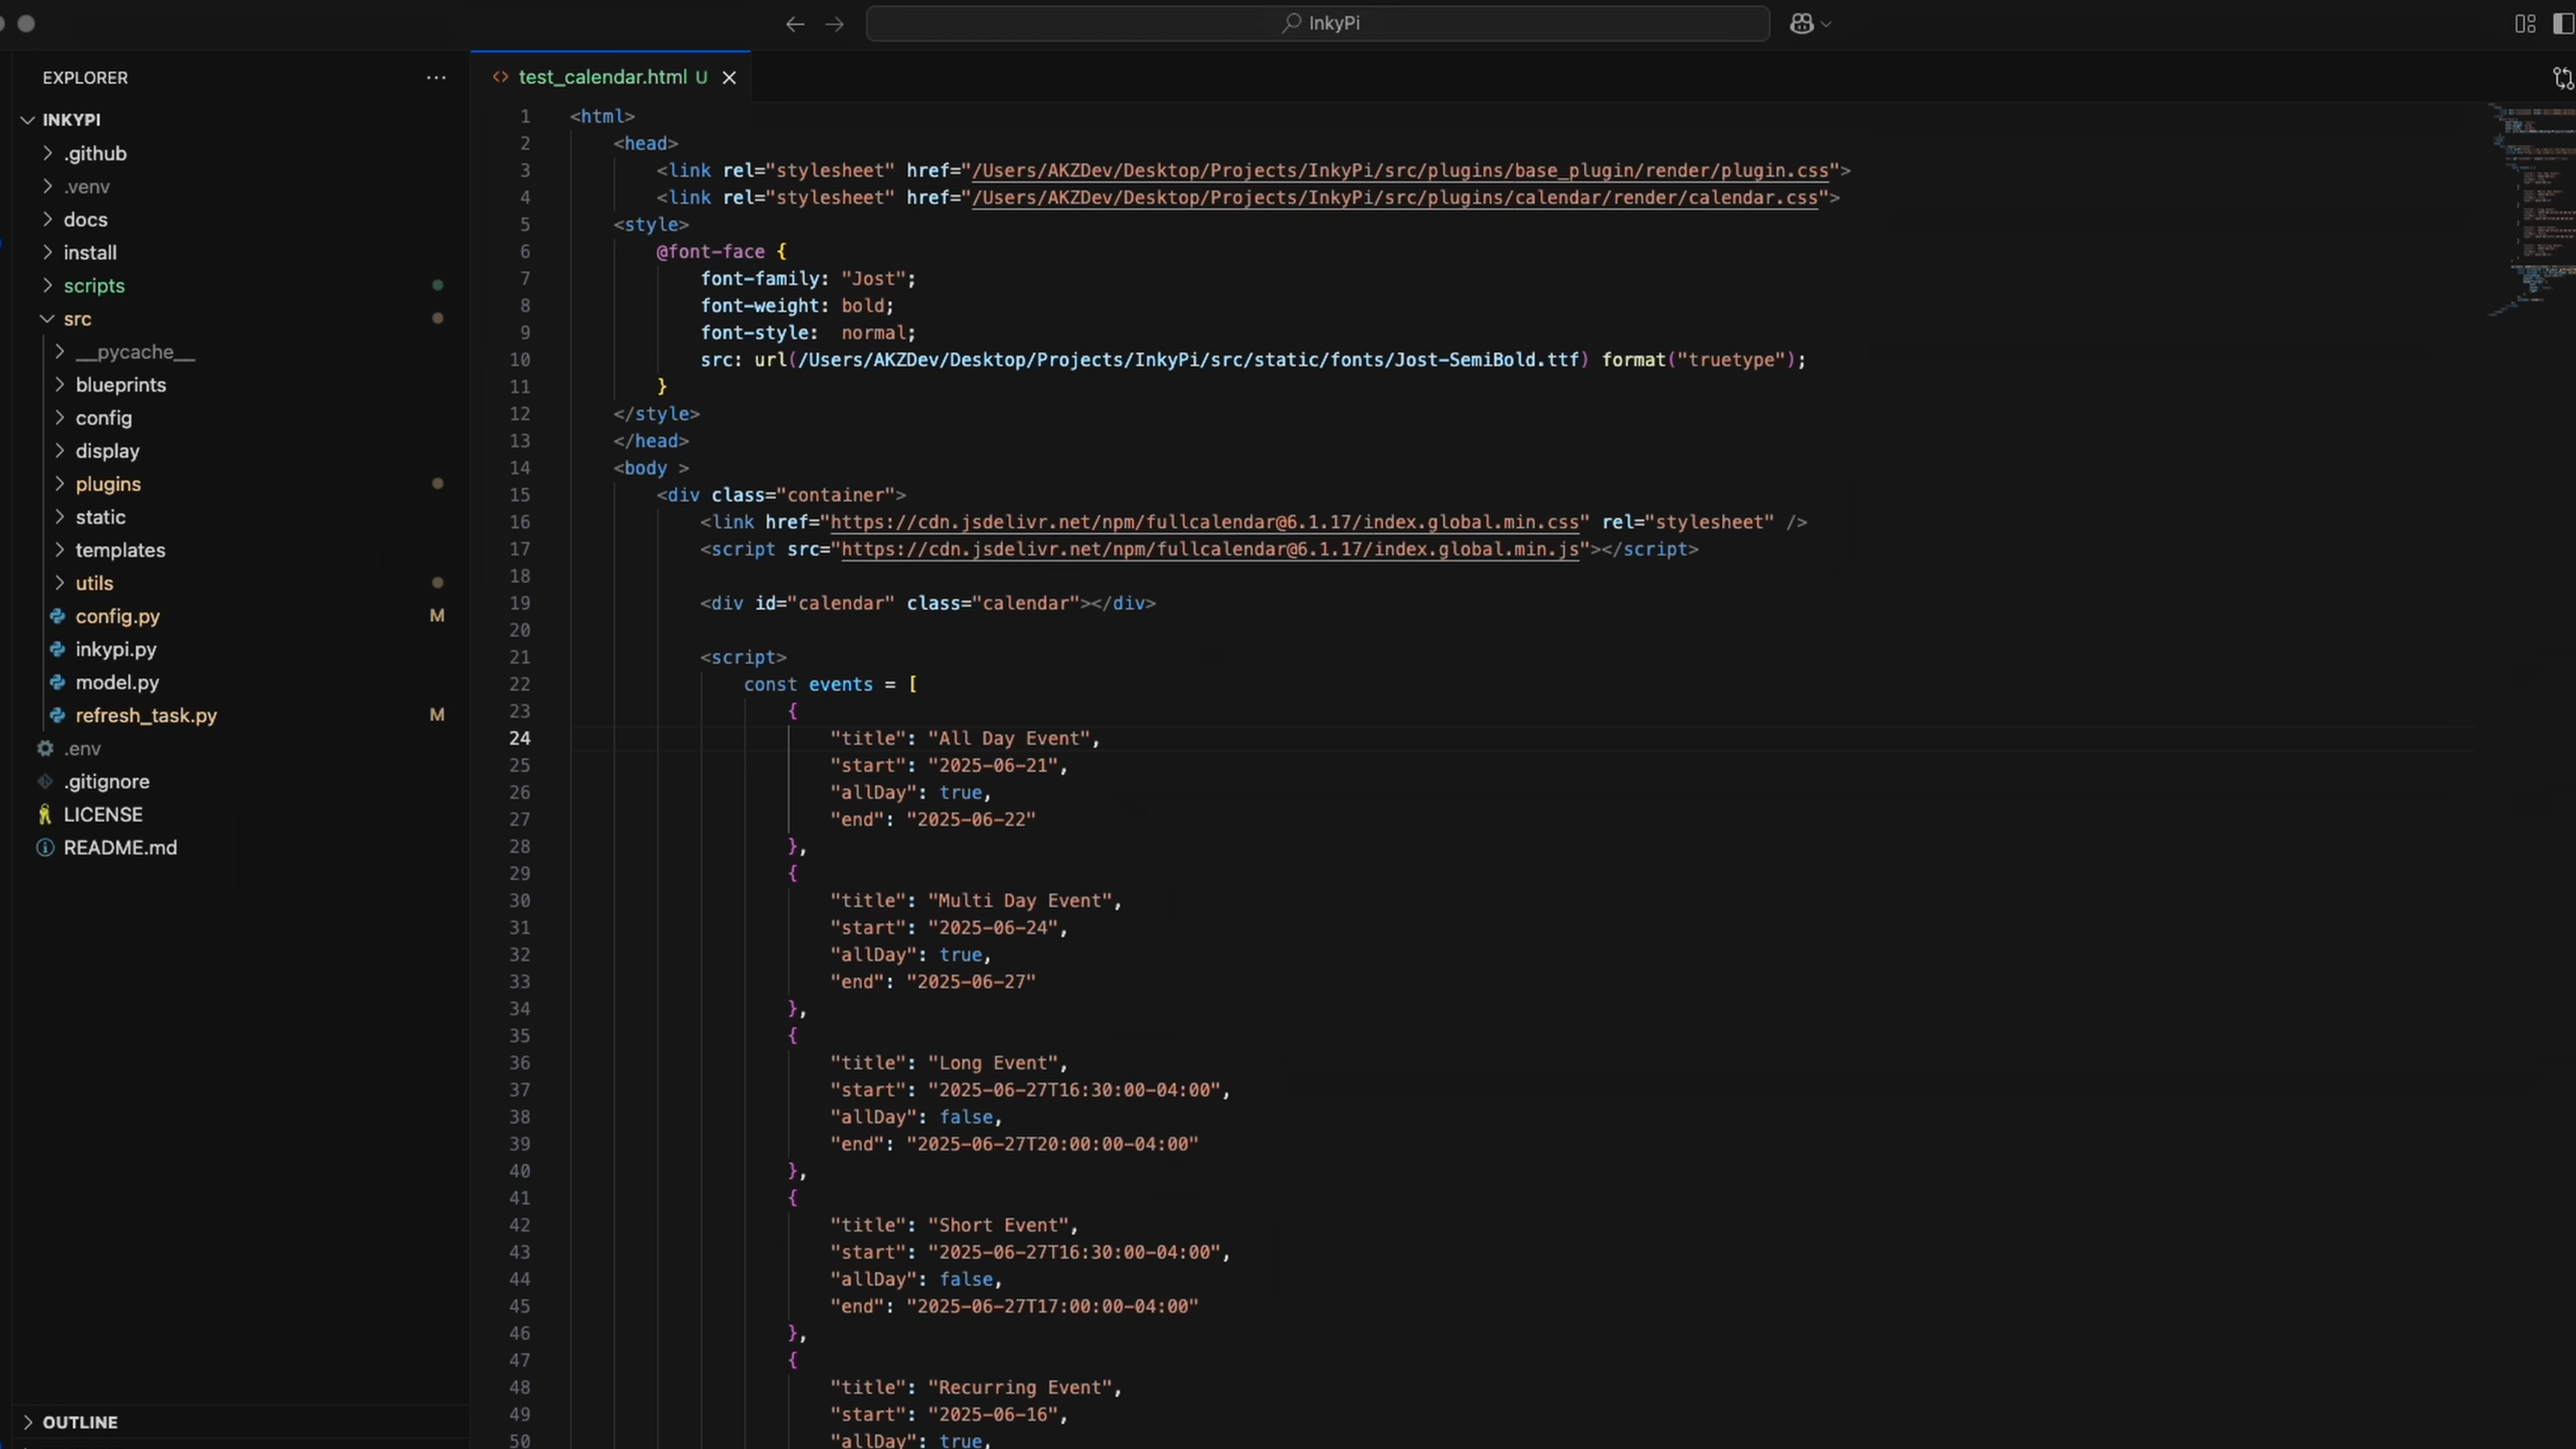 InkyPi
EXPLORER
INKYPI
.github
.venv
docs
install
scripts
src
__pycache__
blueprints
config
display
plugins
static
templates
utils
config.py M
inkypi.py
model.py
refresh_task.py M
.env
.gitignore
LICENSE
README.md
OUTLINE
test_calendar.html U
1 <html>
2 <head>
3 <link rel="stylesheet" href="/Users/AKZDev/Desktop/Projects/InkyPi/src/plugins/base_plugin/render/plugin.css">
4 <link rel="stylesheet" href="/Users/AKZDev/Desktop/Projects/InkyPi/src/plugins/calendar/render/calendar.css">
5 <style>
6 @font-face {
7 font-family: "Jost";
8 font-weight: bold;
9 font-style:  normal;
10 src: url(/Users/AKZDev/Desktop/Projects/InkyPi/src/static/fonts/Jost-SemiBold.ttf) format("truetype");
11 }
12 </style>
13 </head>
14 <body >
15 <div class="container">
16 <link href="https://cdn.jsdelivr.net/npm/fullcalendar@6.1.17/index.global.min.css" rel="stylesheet" />
17 <script src="https://cdn.jsdelivr.net/npm/fullcalendar@6.1.17/index.global.min.js"></script>
18
19 <div id="calendar" class="calendar"></div>
20
21 <script>
22 const events = [
23 {
24 "title": "All Day Event",
25 "start": "2025-06-21",
26 "allDay": true,
27 "end": "2025-06-22"
28 },
29 {
30 "title": "Multi Day Event",
31 "start": "2025-06-24",
32 "allDay": true,
33 "end": "2025-06-27"
34 },
35 {
36 "title": "Long Event",
37 "start": "2025-06-27T16:30:00-04:00",
38 "allDay": false,
39 "end": "2025-06-27T20:00:00-04:00"
40 },
41 {
42 "title": "Short Event",
43 "start": "2025-06-27T16:30:00-04:00",
44 "allDay": false,
45 "end": "2025-06-27T17:00:00-04:00"
46 },
47 {
48 "title": "Recurring Event",
49 "start": "2025-06-16",
50 "allDay": true,